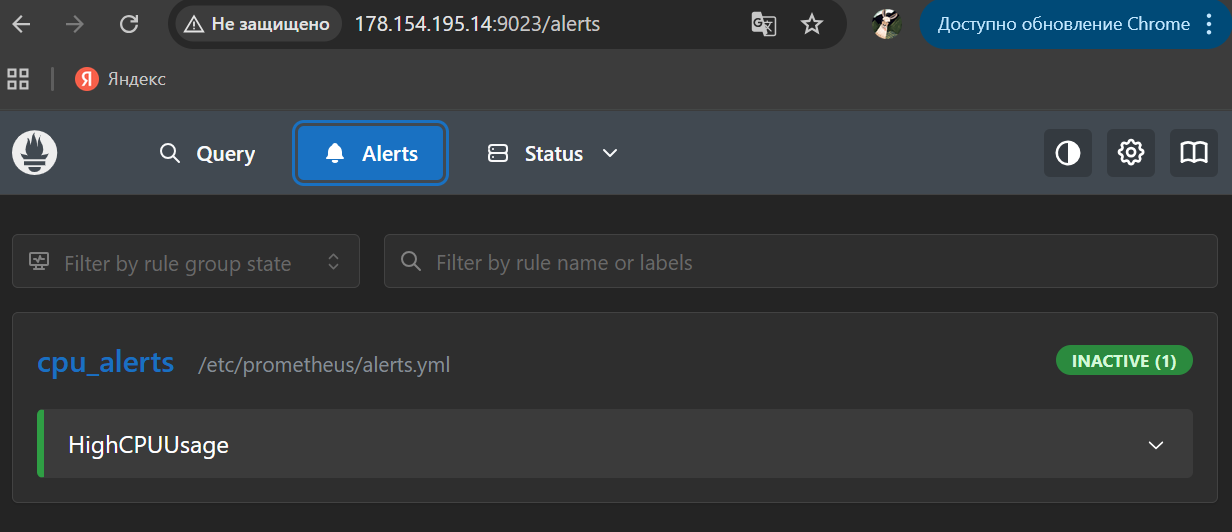 Не защищено 178.154.195.14:9023/alerts Доступно обновление Chrome
Я Яндекс
Query Alerts Status
Filter by rule group state Filter by rule name or labels
cpu_alerts /etc/prometheus/alerts.yml INACTIVE (1)
HighCPUUsage